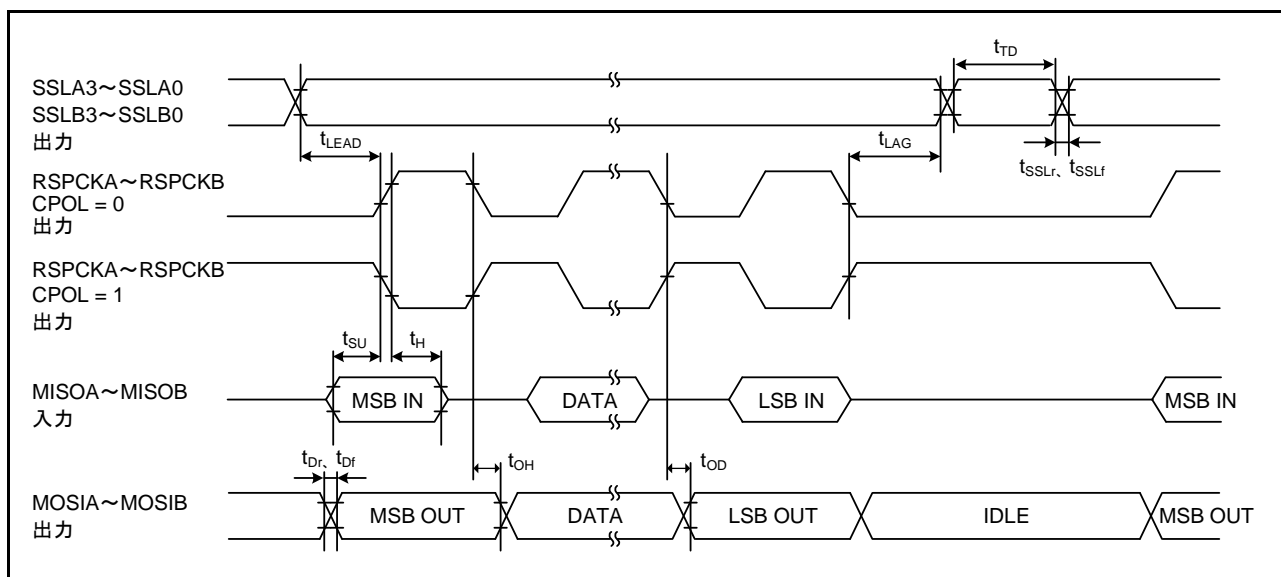 SSLA3～SSLA0
SSLB3～SSLB0
出力
tTD
tLEAD
tLAG
tSSLr、tSSLf
RSPCKA～RSPCKB
CPOL = 0
出力
RSPCKA～RSPCKB
CPOL = 1
出力
tSU
tH
MISOA～MISOB
入力
MSB IN
DATA
LSB IN
MSB IN
tDr、tDf
tOH
tOD
MOSIA～MOSIB
出力
MSB OUT
DATA
LSB OUT
IDLE
MSB OUT